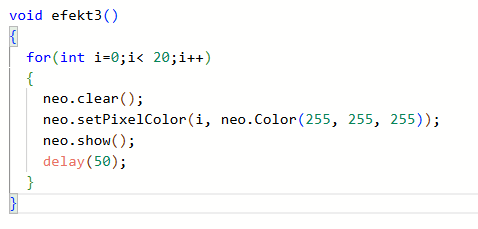 void efekt3()
{
for(int i=0;i< 20;i++)
{
neo.clear();
neo.setPixelColor(i, neo.Color(255, 255, 255));
neo.show();
delay(50);
}
}